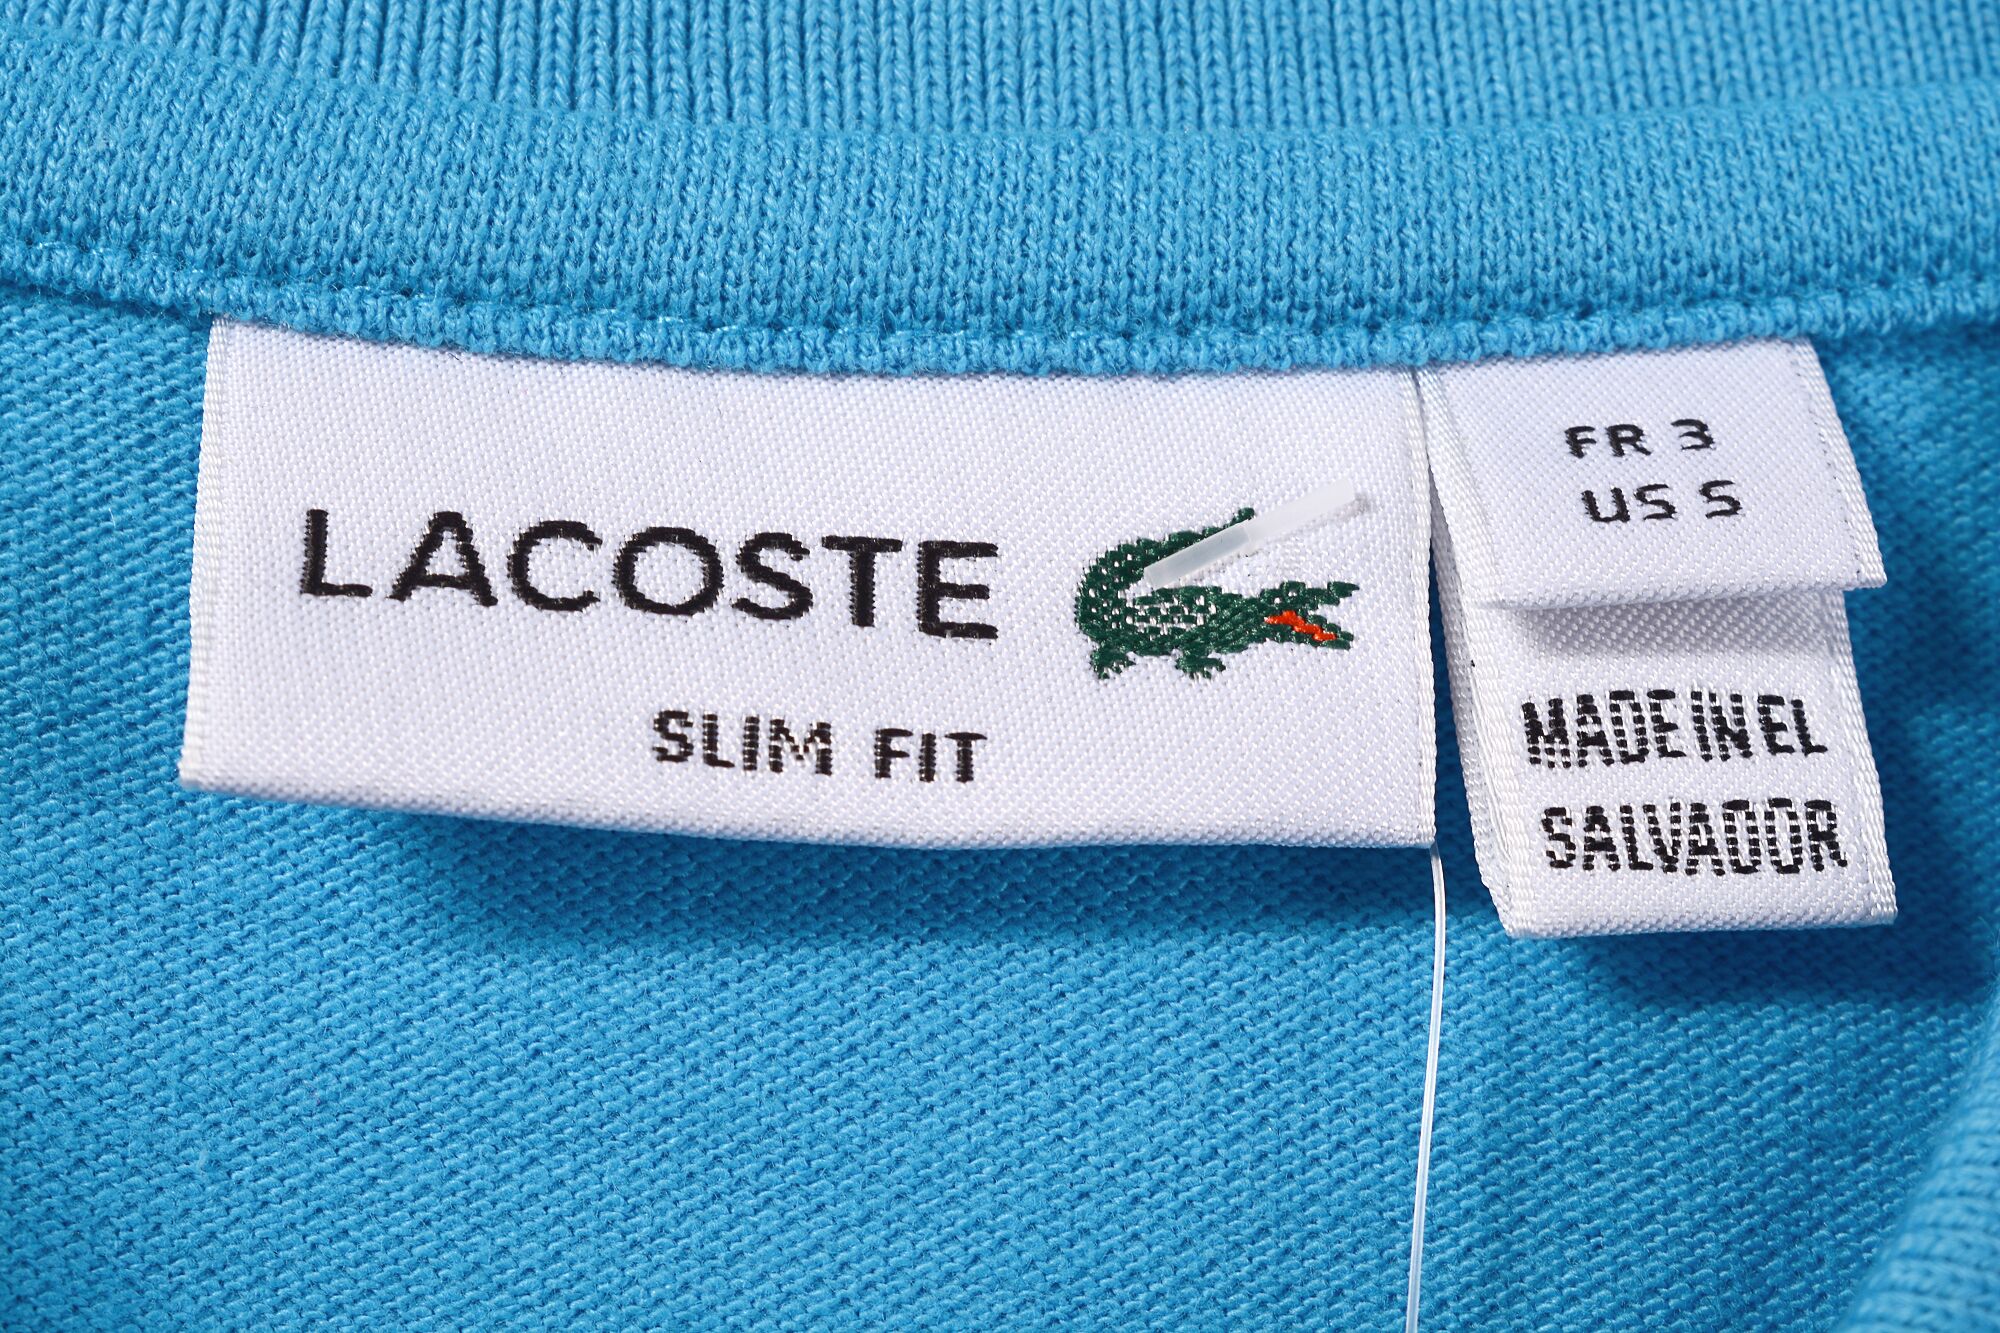 LACOSTE
SLIM FIT
FR 3
US S
MADE IN EL
SALVADOR